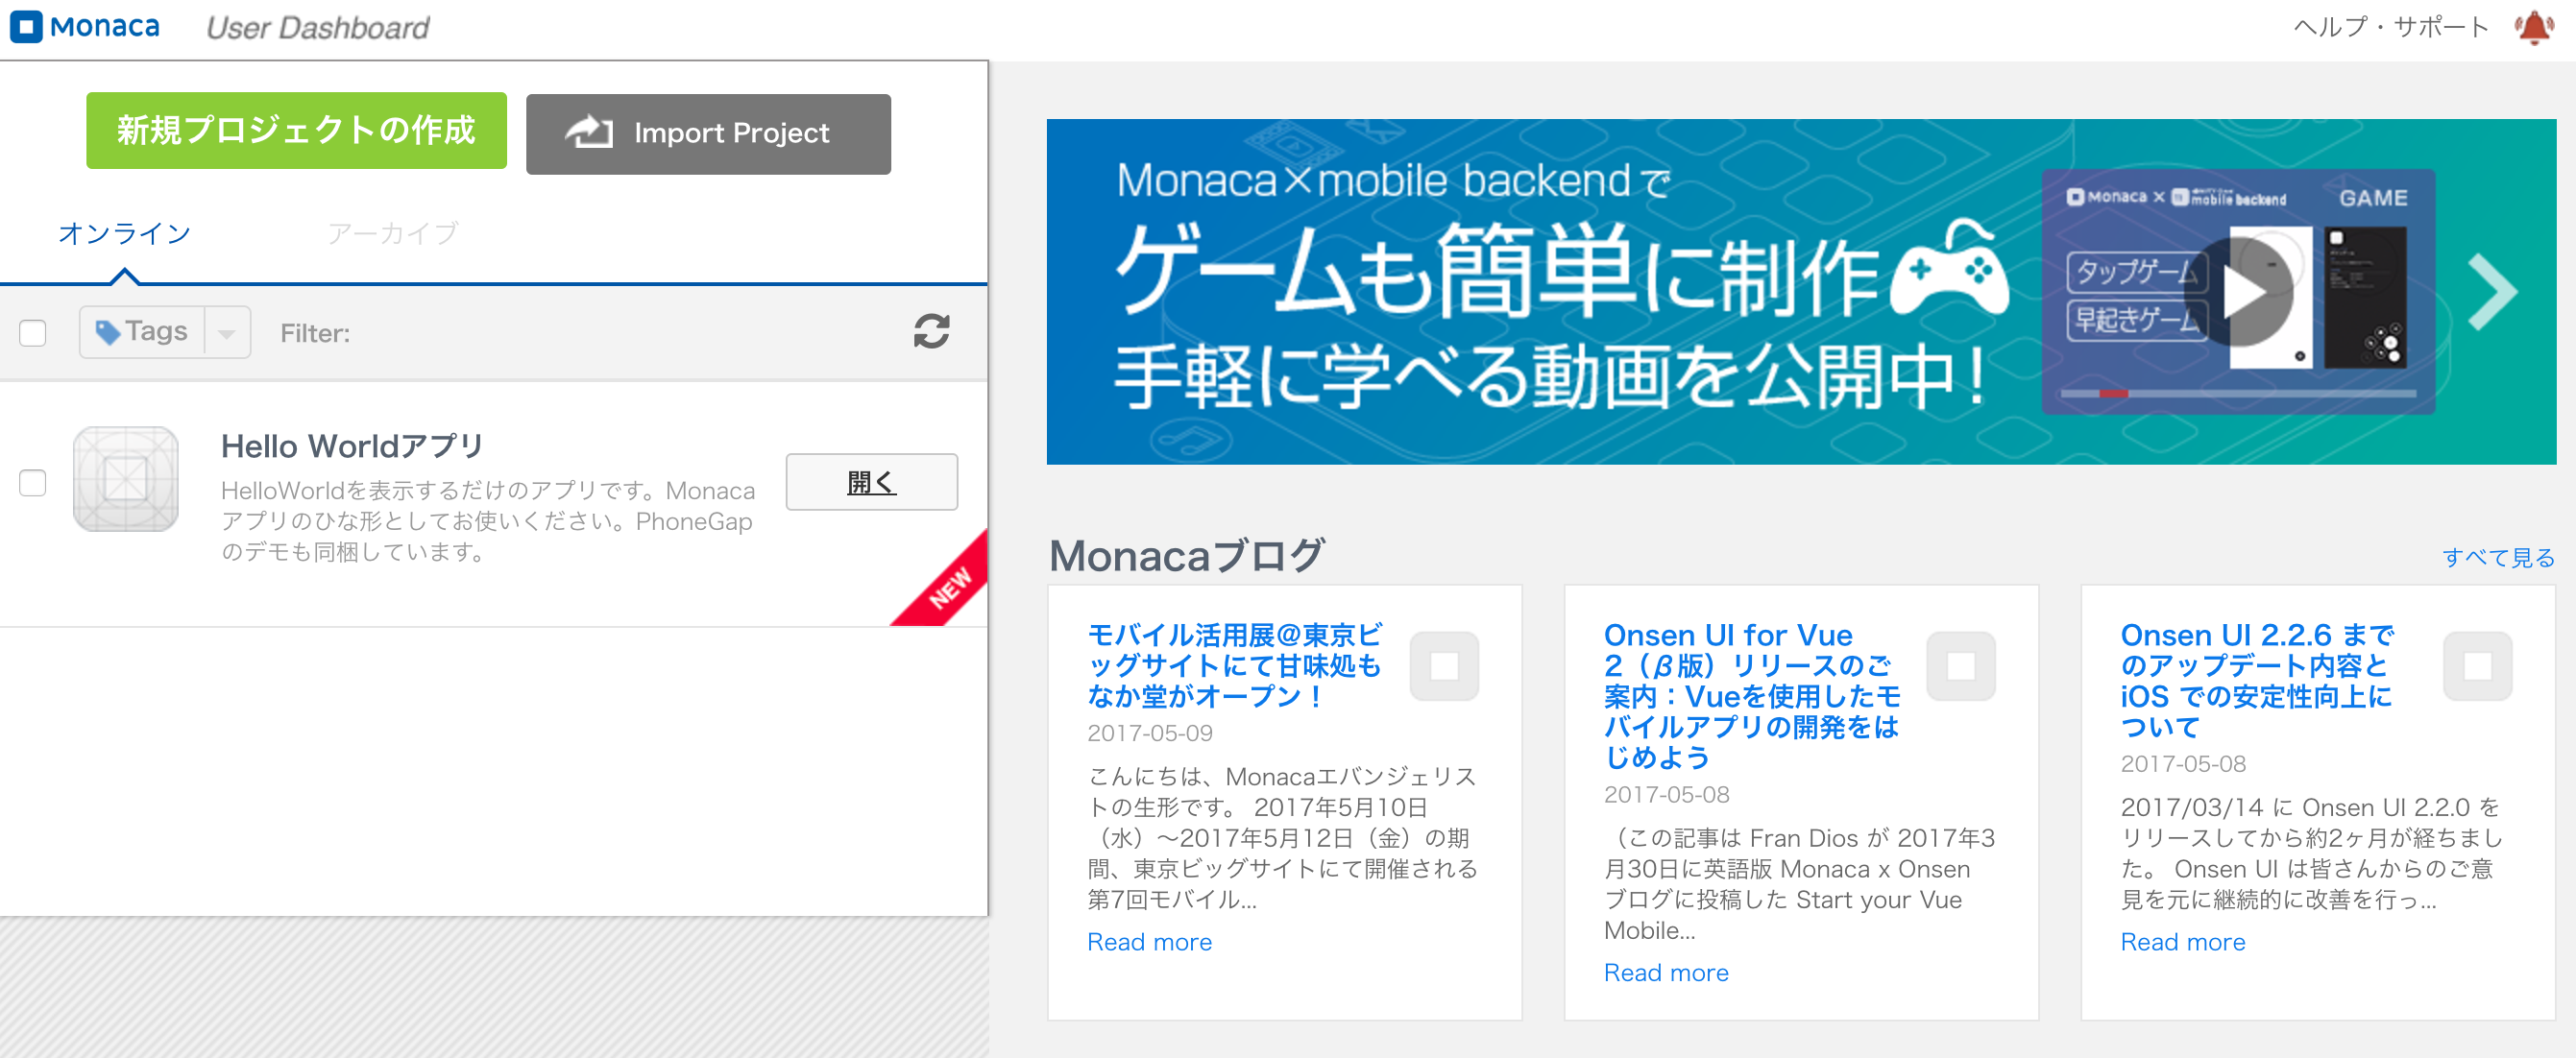 Monaca
User Dashboard
ヘルプ・サポート
新規プロジェクトの作成
Import Project
オンライン
アーカイブ
Tags
Filter:
Hello Worldアプリ
HelloWorldを表示するだけのアプリです。Monaca
アプリのひな形としてお使いください。PhoneGap
のデモも同梱しています。
開く
NEW
Monaca×mobile backendで
ゲームも簡単に制作
手軽に学べる動画を公開中！
Monaca × mobile backend
GAME
タップゲーム
早起きゲーム
Monacaブログ
すべて見る
モバイル活用展@東京ビ
ッグサイトにて甘味処も
なか堂がオープン！
2017-05-09
こんにちは、Monacaエバンジェリス
トの生形です。 2017年5月10日
（水）〜2017年5月12日（金）の期
間、東京ビッグサイトにて開催される
第7回モバイル...
Read more
Onsen UI for Vue
2（β版）リリースのご
案内：Vueを使用したモ
バイルアプリの開発をは
じめよう
2017-05-08
（この記事は Fran Dios が 2017年3
月30日に英語版 Monaca x Onsen
ブログに投稿した Start your Vue
Mobile...
Read more
Onsen UI 2.2.6 まで
のアップデート内容と
iOS での安定性向上に
ついて
2017-05-08
2017/03/14 に Onsen UI 2.2.0 を
リリースしてから約2ヶ月が経ちまし
た。 Onsen UI は皆さんからのご意
見を元に継続的に改善を行っ...
Read more